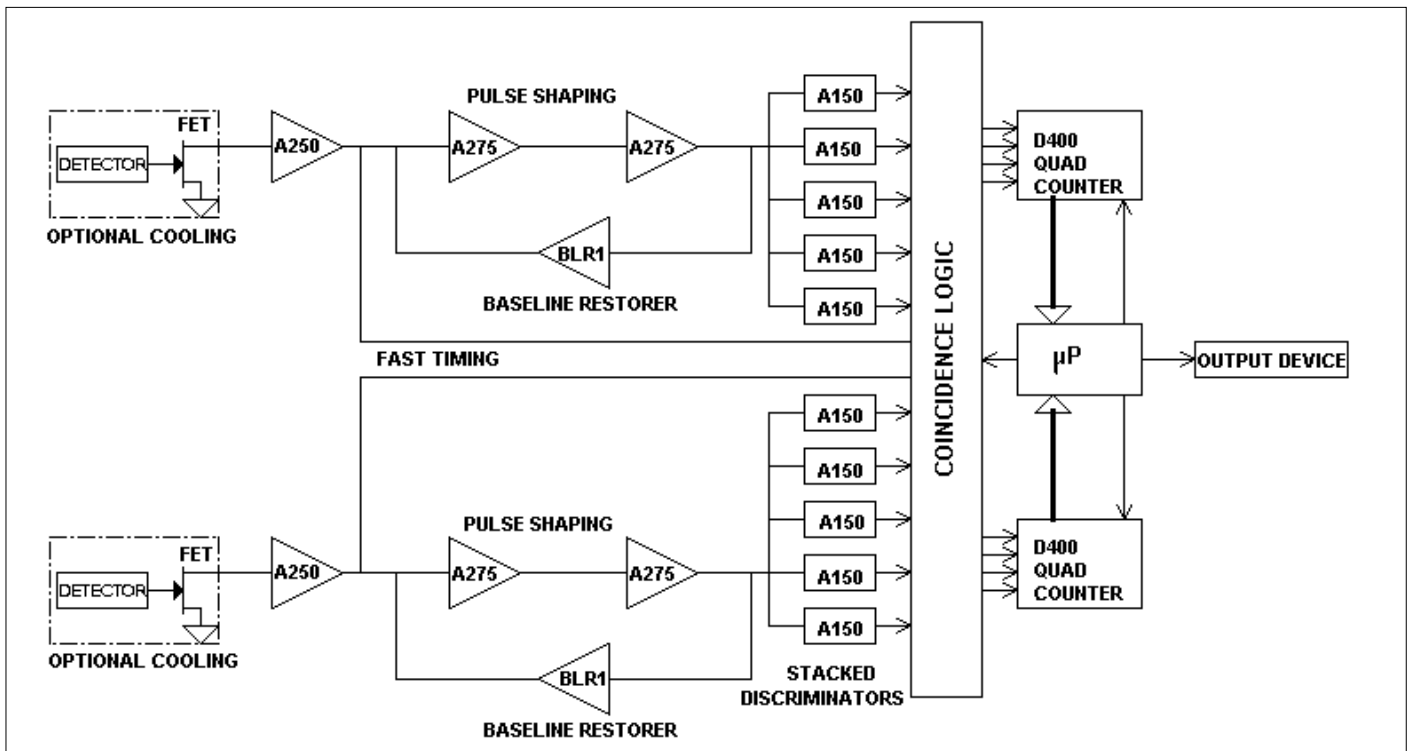 PULSE SHAPING
FET
DETECTOR
OPTIONAL COOLING
A250
A275
A275
BLR1
BASELINE RESTORER
A150
A150
A150
A150
A150
FAST TIMING
COINCIDENCE LOGIC
D400
QUAD
COUNTER
µP
OUTPUT DEVICE
PULSE SHAPING
FET
DETECTOR
OPTIONAL COOLING
A250
A275
A275
BLR1
BASELINE RESTORER
A150
A150
A150
A150
A150
STACKED
DISCRIMINATORS
D400
QUAD
COUNTER